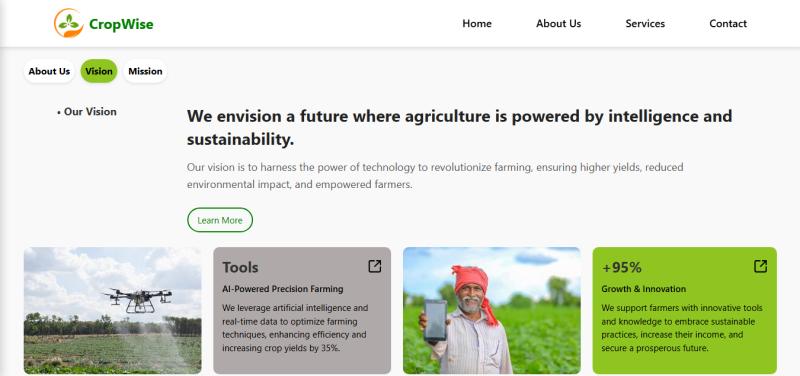 CropWise
Home
About Us
Services
Contact
About Us
Vision
Mission
• Our Vision
We envision a future where agriculture is powered by intelligence and
sustainability.
Our vision is to harness the power of technology to revolutionize farming, ensuring higher yields, reduced
environmental impact, and empowered farmers.
Learn More
Tools
AI-Powered Precision Farming
We leverage artificial intelligence and
real-time data to optimize farming
techniques, enhancing efficiency and
increasing crop yields by 35%.
+95%
Growth & Innovation
We support farmers with innovative tools
and knowledge to embrace sustainable
practices, increase their income, and
secure a prosperous future.